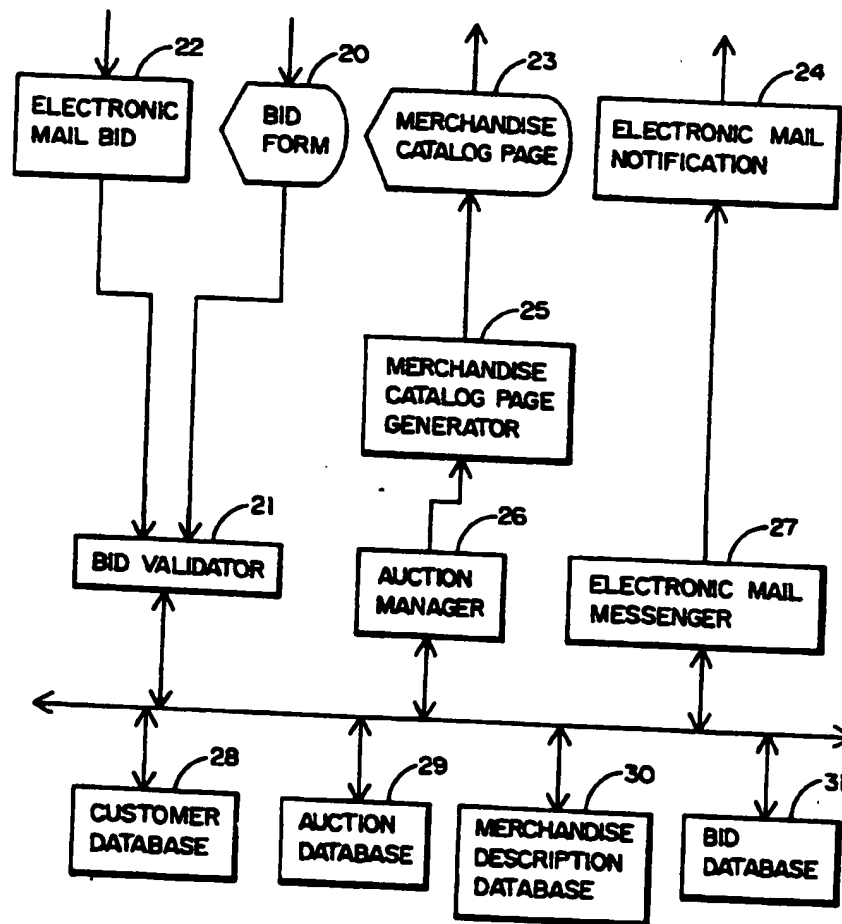 22
20
23
24
ELECTRONIC
MAIL BID
BID
FORM
MERCHANDISE
CATALOG PAGE
ELECTRONIC MAIL
NOTIFICATION
25
MERCHANDISE
CATALOG PAGE
GENERATOR
21
26
27
BID VALIDATOR
AUCTION
MANAGER
ELECTRONIC MAIL
MESSENGER
28
29
30
31
CUSTOMER
DATABASE
AUCTION
DATABASE
MERCHANDISE
DESCRIPTION
DATABASE
BID
DATABASE